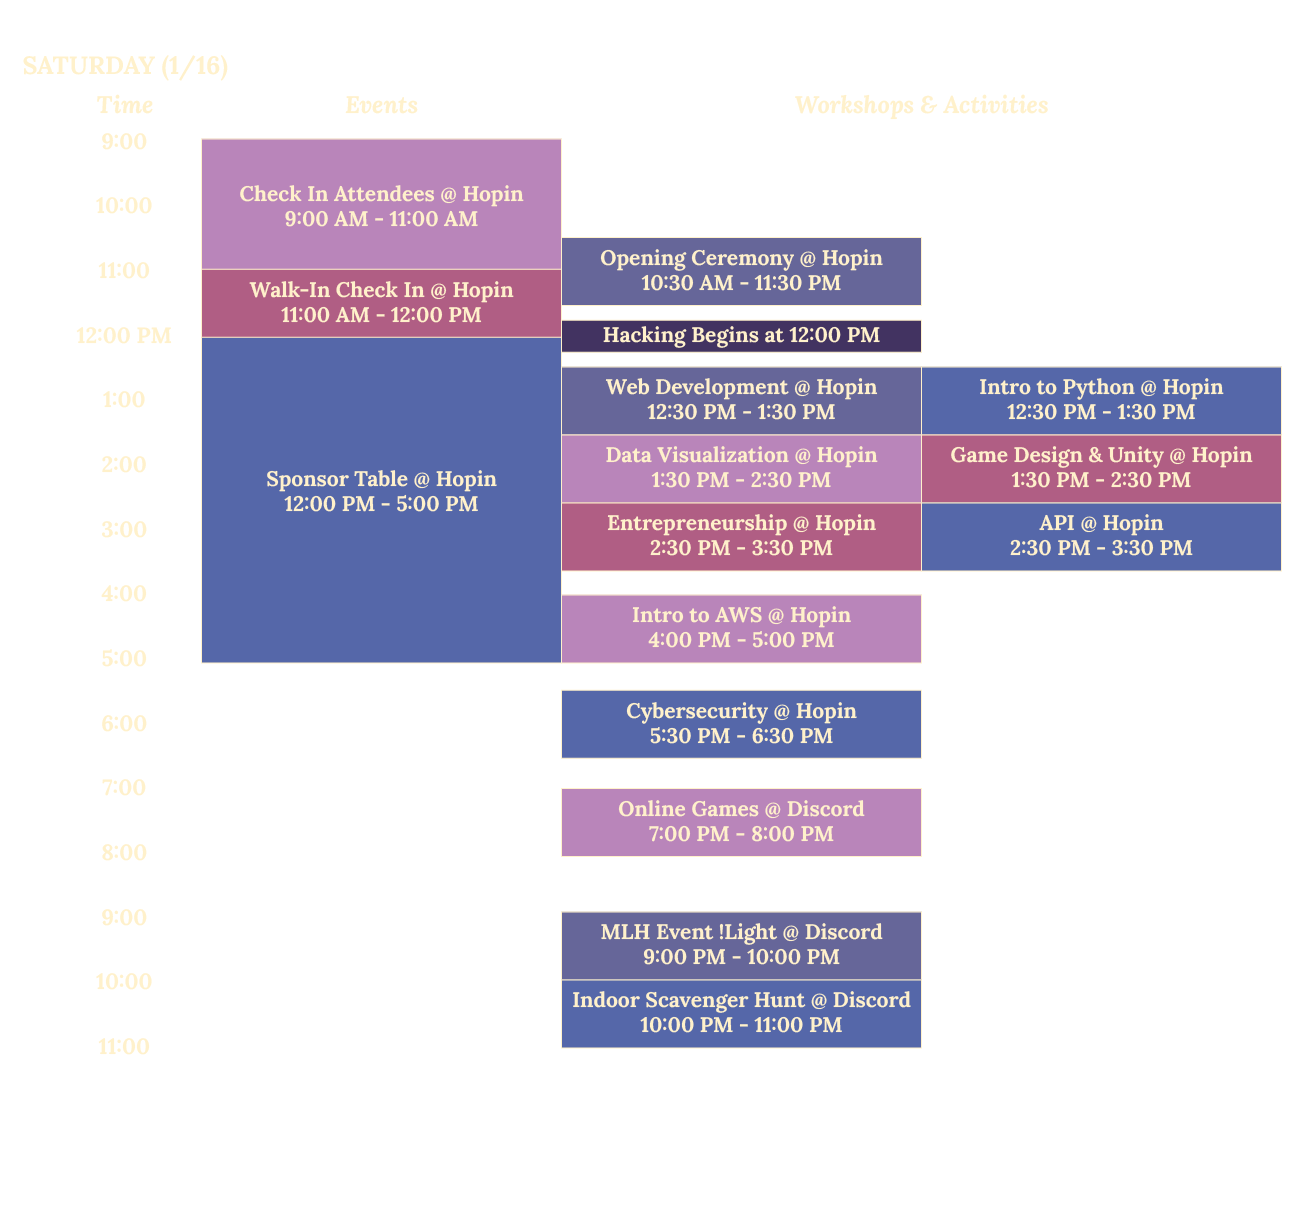 SATURDAY (1/16)
Time
Events
Workshops & Activities
9:00
10:00
11:00
12:00 PM
1:00
2:00
3:00
4:00
5:00
6:00
7:00
8:00
9:00
10:00
11:00
Check In Attendees @ Hopin
9:00 AM - 11:00 AM
Walk-In Check In @ Hopin
11:00 AM - 12:00 PM
Sponsor Table @ Hopin
12:00 PM - 5:00 PM
Opening Ceremony @ Hopin
10:30 AM - 11:30 PM
Hacking Begins at 12:00 PM
Web Development @ Hopin
12:30 PM - 1:30 PM
Intro to Python @ Hopin
12:30 PM - 1:30 PM
Data Visualization @ Hopin
1:30 PM - 2:30 PM
Game Design & Unity @ Hopin
1:30 PM - 2:30 PM
Entrepreneurship @ Hopin
2:30 PM - 3:30 PM
API @ Hopin
2:30 PM - 3:30 PM
Intro to AWS @ Hopin
4:00 PM - 5:00 PM
Cybersecurity @ Hopin
5:30 PM - 6:30 PM
Online Games @ Discord
7:00 PM - 8:00 PM
MLH Event !Light @ Discord
9:00 PM - 10:00 PM
Indoor Scavenger Hunt @ Discord
10:00 PM - 11:00 PM